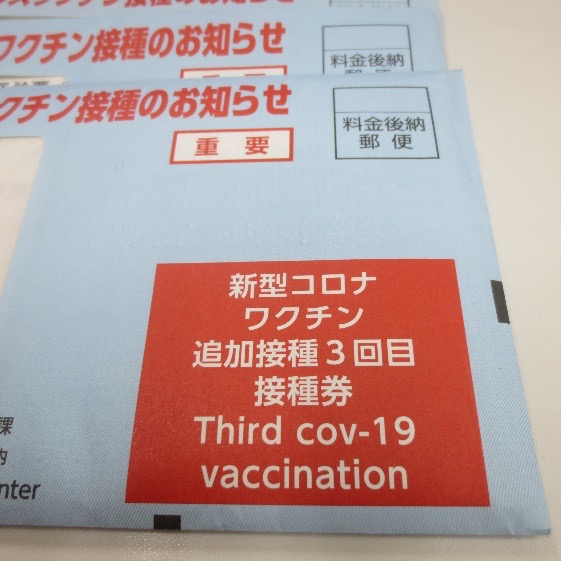 ワクチン接種のお知らせ
料金後納
クチン接種のお知らせ
重要
料金後納
郵便
新型コロナ
ワクチン
追加接種3回目
接種券
Third cov-19
vaccination
課
nter